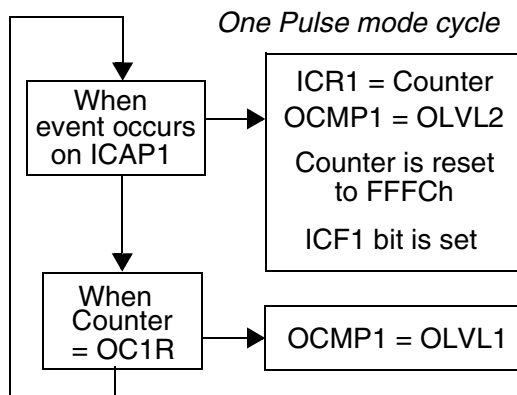 One Pulse mode cycle
When
event occurs
on ICAP1
ICR1 = Counter
OCMP1 = OLVL2
Counter is reset
to FFFCh
ICF1 bit is set
When
Counter
= OC1R
OCMP1 = OLVL1